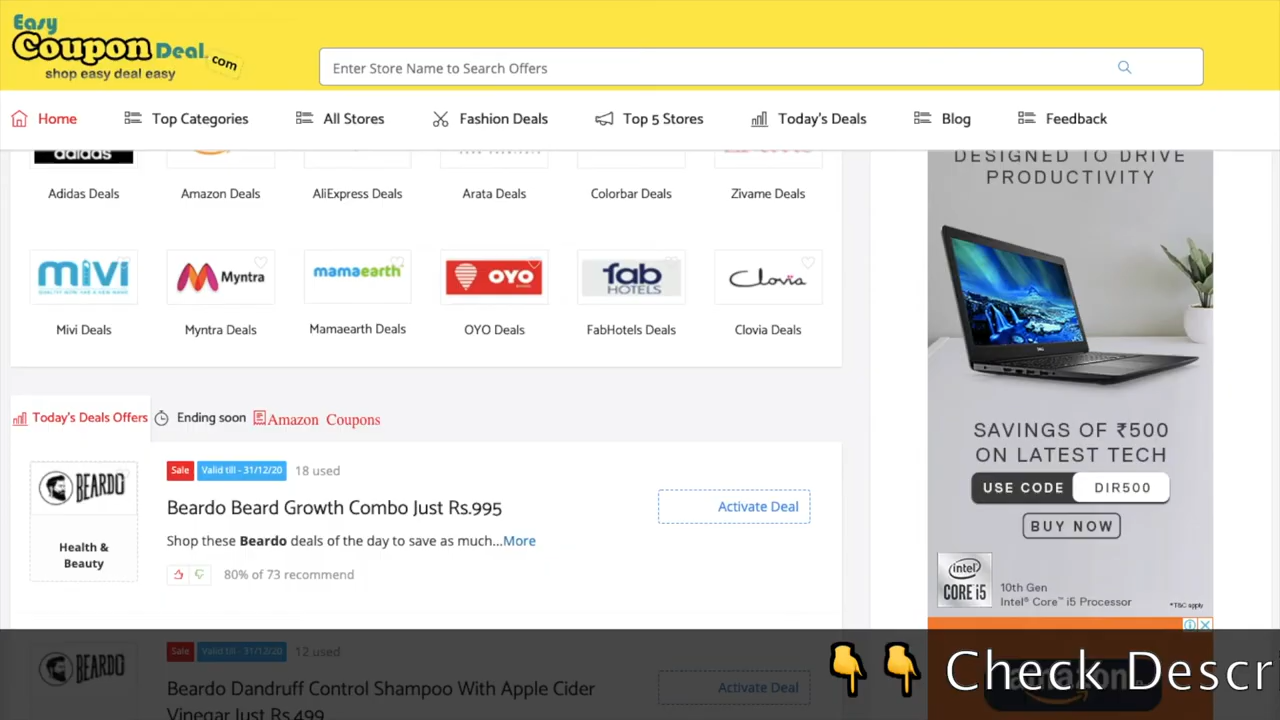 Easy
Coupon Deal.com
shop easy deal easy
Enter Store Name to Search Offers
Home
Top Categories
All Stores
Fashion Deals
Top 5 Stores
Today's Deals
Blog
Feedback
adidas
Adidas Deals
Amazon Deals
AliExpress Deals
Arata Deals
Colorbar Deals
Zivame Deals
mivi
Myntra
mamaearth
OYO
fab
HOTELS
Clovia
Mivi Deals
Myntra Deals
Mamaearth Deals
OYO Deals
FabHotels Deals
Clovia Deals
Today's Deals Offers
Ending soon
Amazon Coupons
BEARDO
Health &
Beauty
Sale
Valid till - 31/12/20
18 used
Beardo Beard Growth Combo Just Rs.995
Shop these Beardo deals of the day to save as much...More
80% of 73 recommend
Activate Deal
BEARDO
Sale
Valid till - 31/12/20
12 used
Beardo Dandruff Control Shampoo With Apple Cider
Vinegar Just Rs.499
Activate Deal
DESIGNED TO DRIVE
PRODUCTIVITY
DELL
SAVINGS OF ₹500
ON LATEST TECH
USE CODE DIR500
BUY NOW
intel
CORE i5
10th Gen
Intel® Core™ i5 Processor
*T&C apply
amazon
👇👇 Check Descr